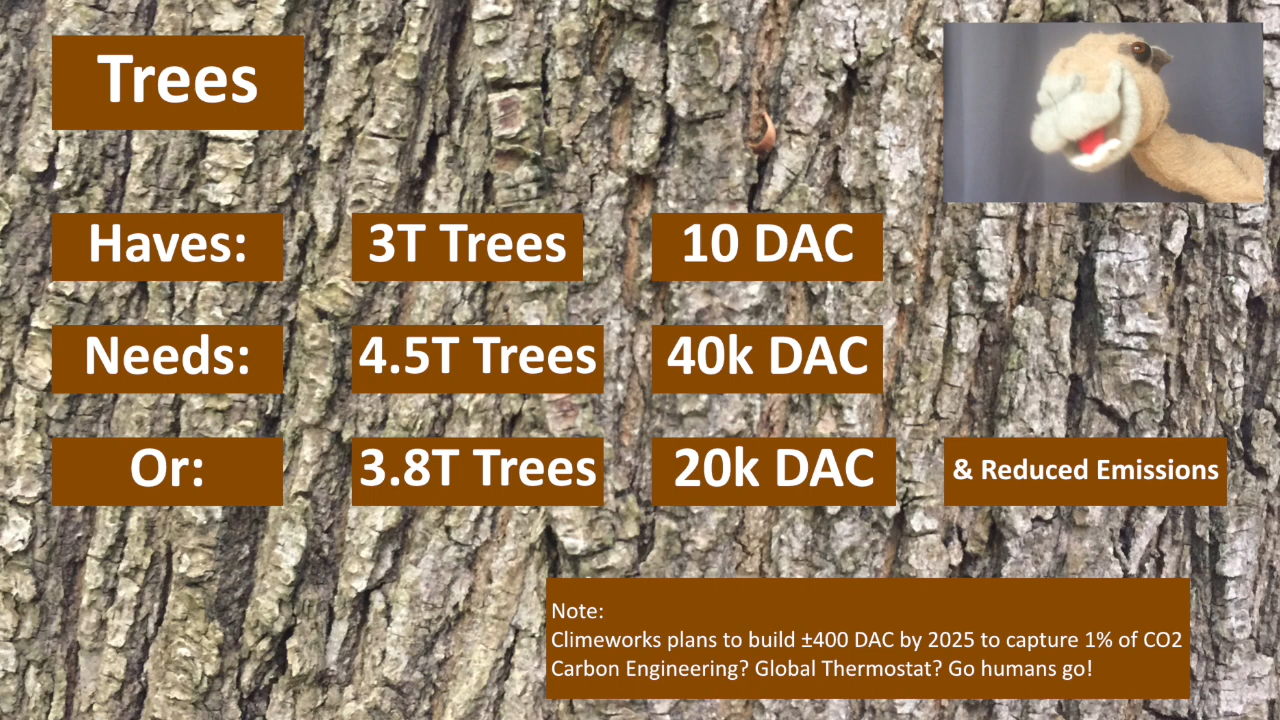 Trees
Haves: 3T Trees 10 DAC
Needs: 4.5T Trees 40k DAC
Or: 3.8T Trees 20k DAC & Reduced Emissions
Note:
Climeworks plans to build ±400 DAC by 2025 to capture 1% of CO2
Carbon Engineering? Global Thermostat? Go humans go!